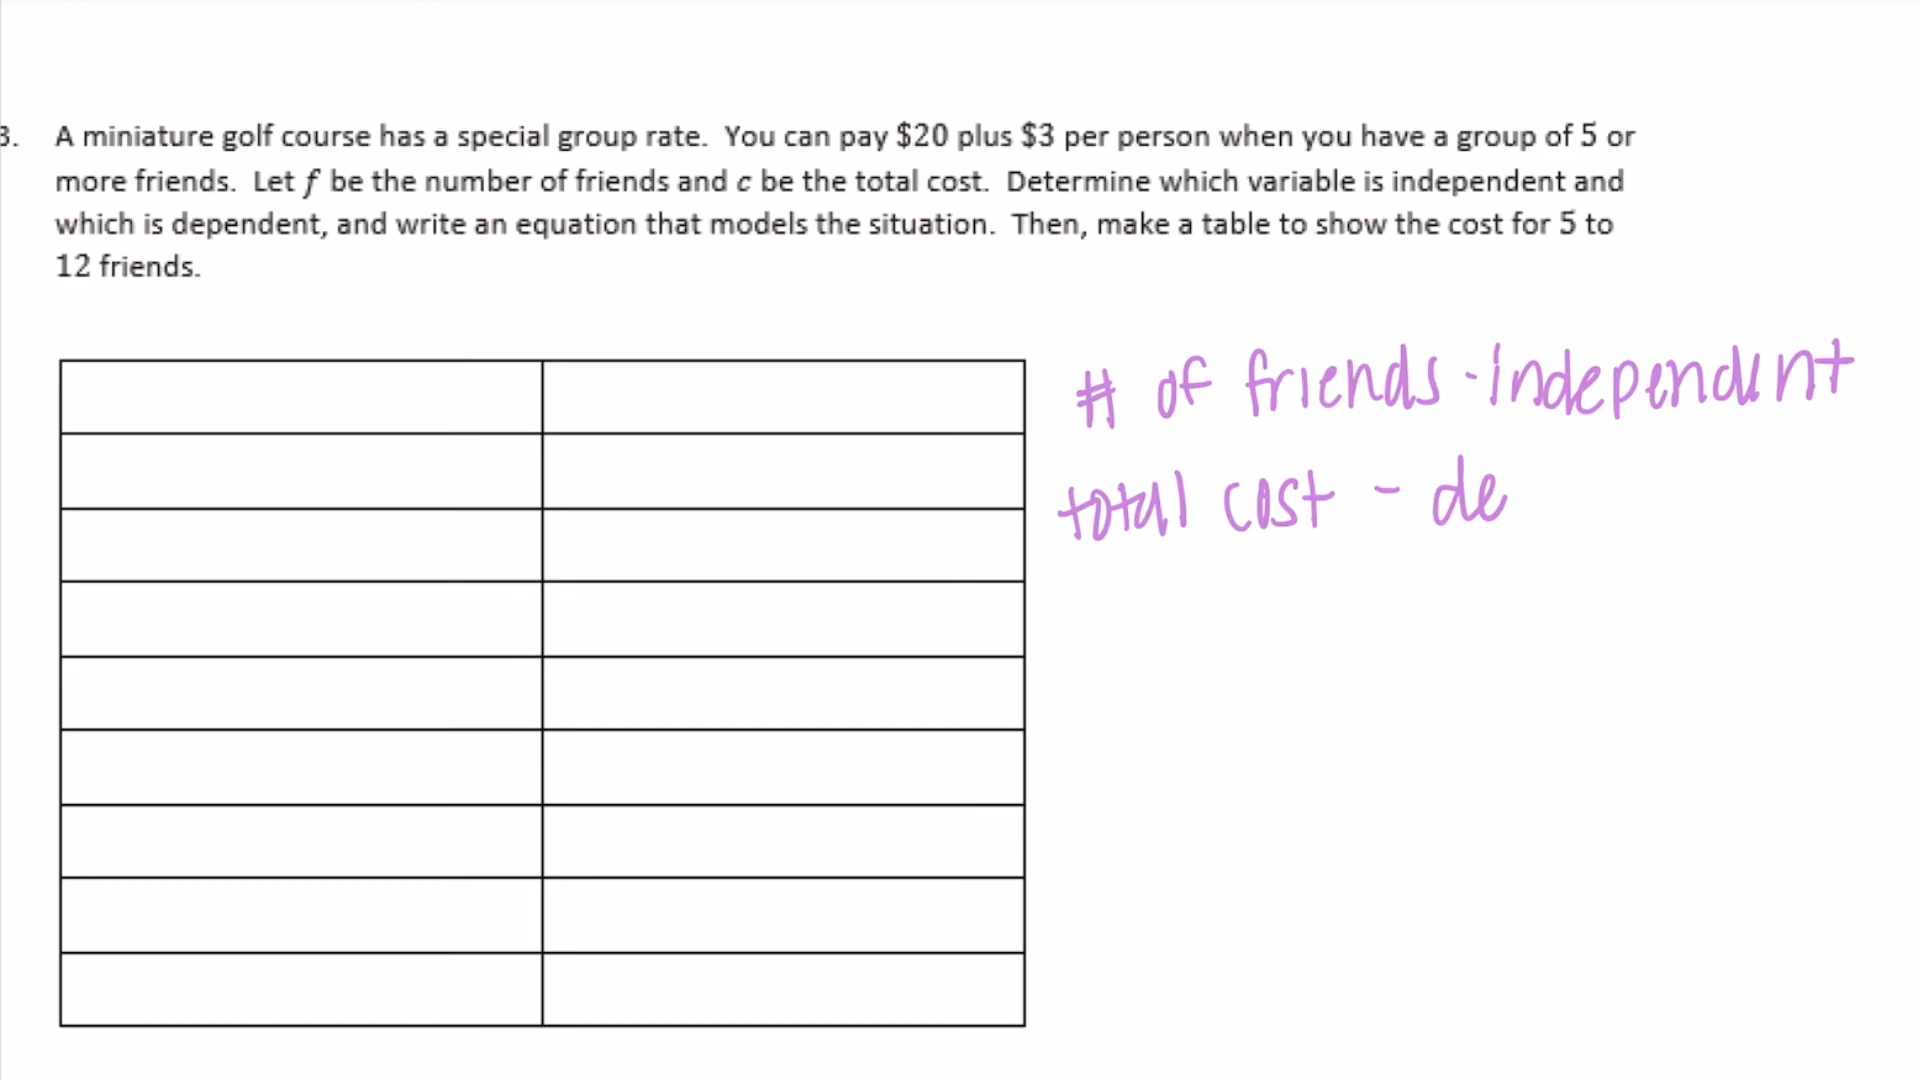 3. A miniature golf course has a special group rate. You can pay $20 plus $3 per person when you have a group of 5 or
more friends. Let f be the number of friends and c be the total cost. Determine which variable is independent and
which is dependent, and write an equation that models the situation. Then, make a table to show the cost for 5 to
12 friends.
# of friends - independent
total cost - de